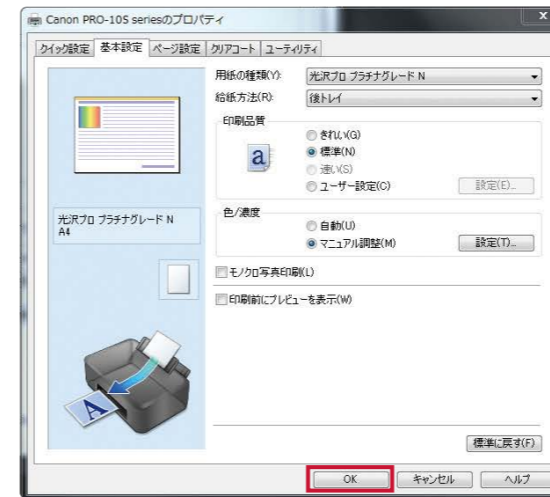 Canon PRO-10S seriesのプロパティ
クイック設定 基本設定 ページ設定 クリアコート ユーティリティ
用紙の種類(Y): 光沢プロ プラチナグレード N
給紙方法(R): 後トレイ
印刷品質
きれい(G)
a 標準(N)
速い(S)
ユーザー設定(C) 設定(E)...
光沢プロ プラチナグレード N
A4
色/濃度
自動(U)
マニュアル調整(M) 設定(T)...
モノクロ写真印刷(L)
印刷前にプレビューを表示(W)
A
標準に戻す(F)
OK キャンセル ヘルプ